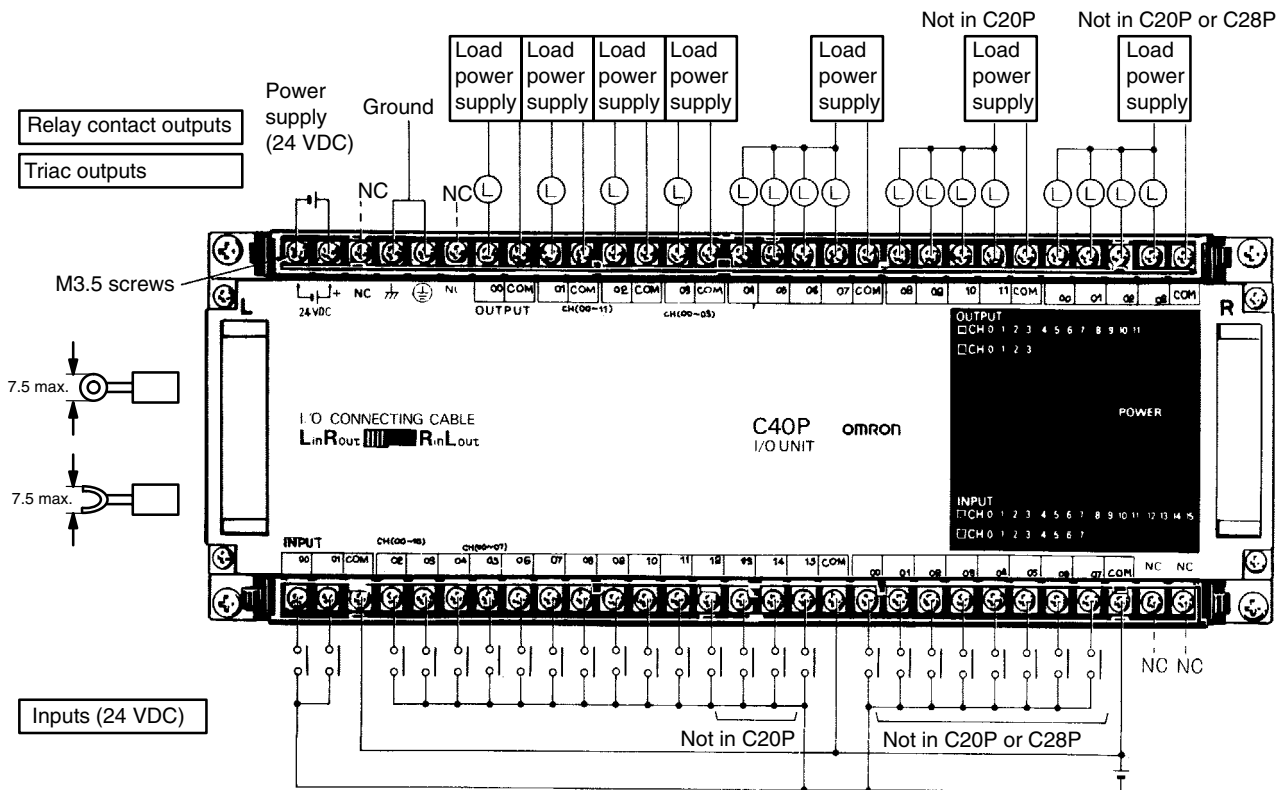 Not in C20P Not in C20P or C28P
Load power supply Load power supply Load power supply Load power supply Load power supply Load power supply Load power supply
Power supply (24 VDC)
Ground
Relay contact outputs
Triac outputs
NC NC L L L L L L L L L L L L L L L L
M3.5 screws
24 VDC + NC 00 COM 01 COM 02 COM 03 COM 04 05 06 07 COM 08 09 10 11 COM 00 01 02 03 COM
OUTPUT CH(00~11) CH(00~03)
L R
OUTPUT
CH 0 1 2 3 4 5 6 7 8 9 10 11
CH 0 1 2 3
7.5 max.
POWER
I/O CONNECTING CABLE
LinRout RinLout
C40P OMRON
I/O UNIT
7.5 max.
INPUT
CH 0 1 2 3 4 5 6 7 8 9 10 11 12 13 14 15
CH 0 1 2 3 4 5 6 7
INPUT CH(00~15) CH(00~07)
00 01 COM 02 03 04 05 06 07 08 09 10 11 12 13 14 15 COM 00 01 02 03 04 05 06 07 COM NC NC
NC NC
Inputs (24 VDC)
Not in C20P Not in C20P or C28P